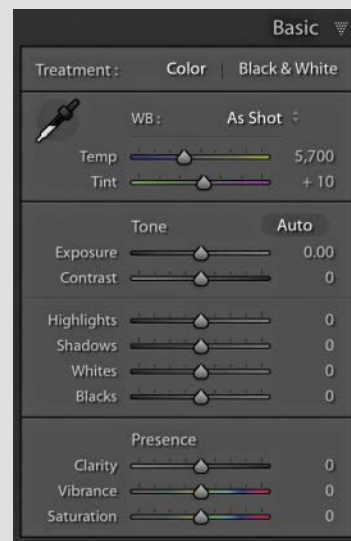 Basic
Treatment : Color | Black & White
WB : As Shot
Temp 5,700
Tint + 10
Tone Auto
Exposure 0.00
Contrast 0
Highlights 0
Shadows 0
Whites 0
Blacks 0
Presence
Clarity 0
Vibrance 0
Saturation 0